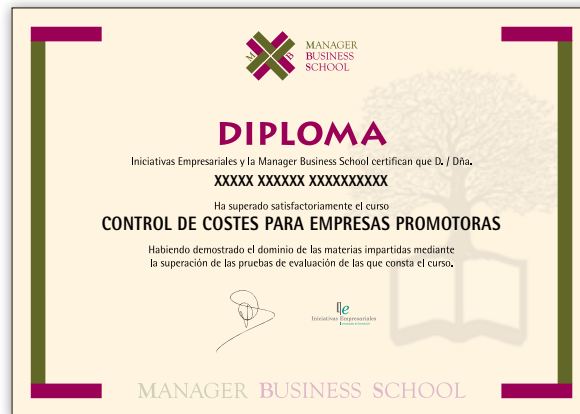 M B
MANAGER
BUSINESS
SCHOOL
DIPLOMA
Iniciativas Empresariales y la Manager Business School certifican que D. / Dña.
XXXXX XXXXXX XXXXXXXXXX
Ha superado satisfactoriamente el curso
CONTROL DE COSTES PARA EMPRESAS PROMOTORAS
Habiendo demostrado el dominio de las materias impartidas mediante
la superación de las pruebas de evaluación de las que consta el curso.
Iniciativas Empresariales
MANAGER BUSINESS SCHOOL